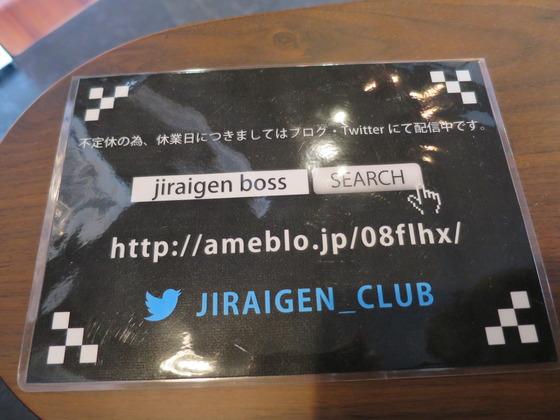 不定休の為、休業日につきましてはブログ・Twitterにて配信中です。
jiraigen boss SEARCH
http://ameblo.jp/08flhx/
JIRAIGEN_CLUB